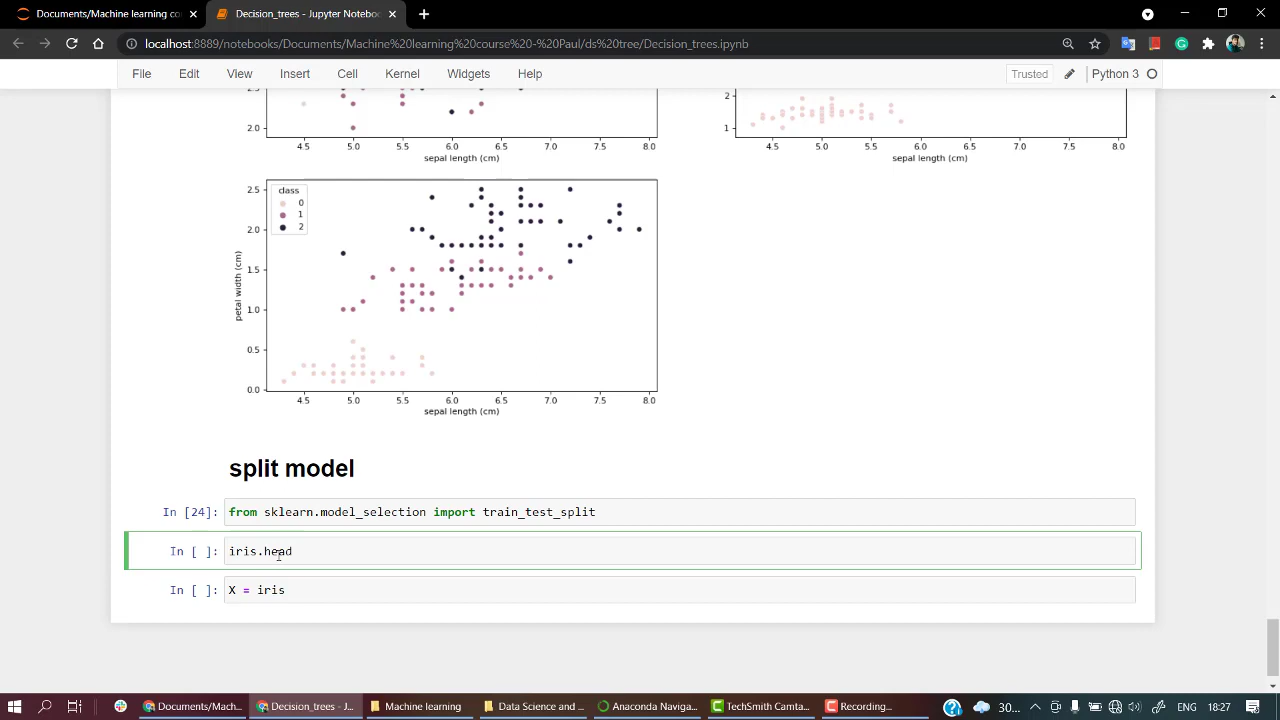 Documents/Machine learning co
Decision_trees - Jupyter Noteboo
localhost:8889/notebooks/Documents/Machine%20learning%20course%20-%20Paul/ds%20tree/Decision_trees.ipynb
File Edit View Insert Cell Kernel Widgets Help Trusted Python 3
2.0
4.5 5.0 5.5 6.0 6.5 7.0 7.5 8.0
sepal length (cm)
2
1
4.5 5.0 5.5 6.0 6.5 7.0 7.5 8.0
sepal length (cm)
class
0
1
2
2.5
2.0
1.5
1.0
0.5
0.0
petal width (cm)
4.5 5.0 5.5 6.0 6.5 7.0 7.5 8.0
sepal length (cm)
split model
In [24]: from sklearn.model_selection import train_test_split
In [ ]: iris.head
In [ ]: X = iris
Documents/Mach...
Decision_trees - J...
Machine learning
Data Science and ...
Anaconda Naviga...
TechSmith Camta...
Recording...
30...
18:27